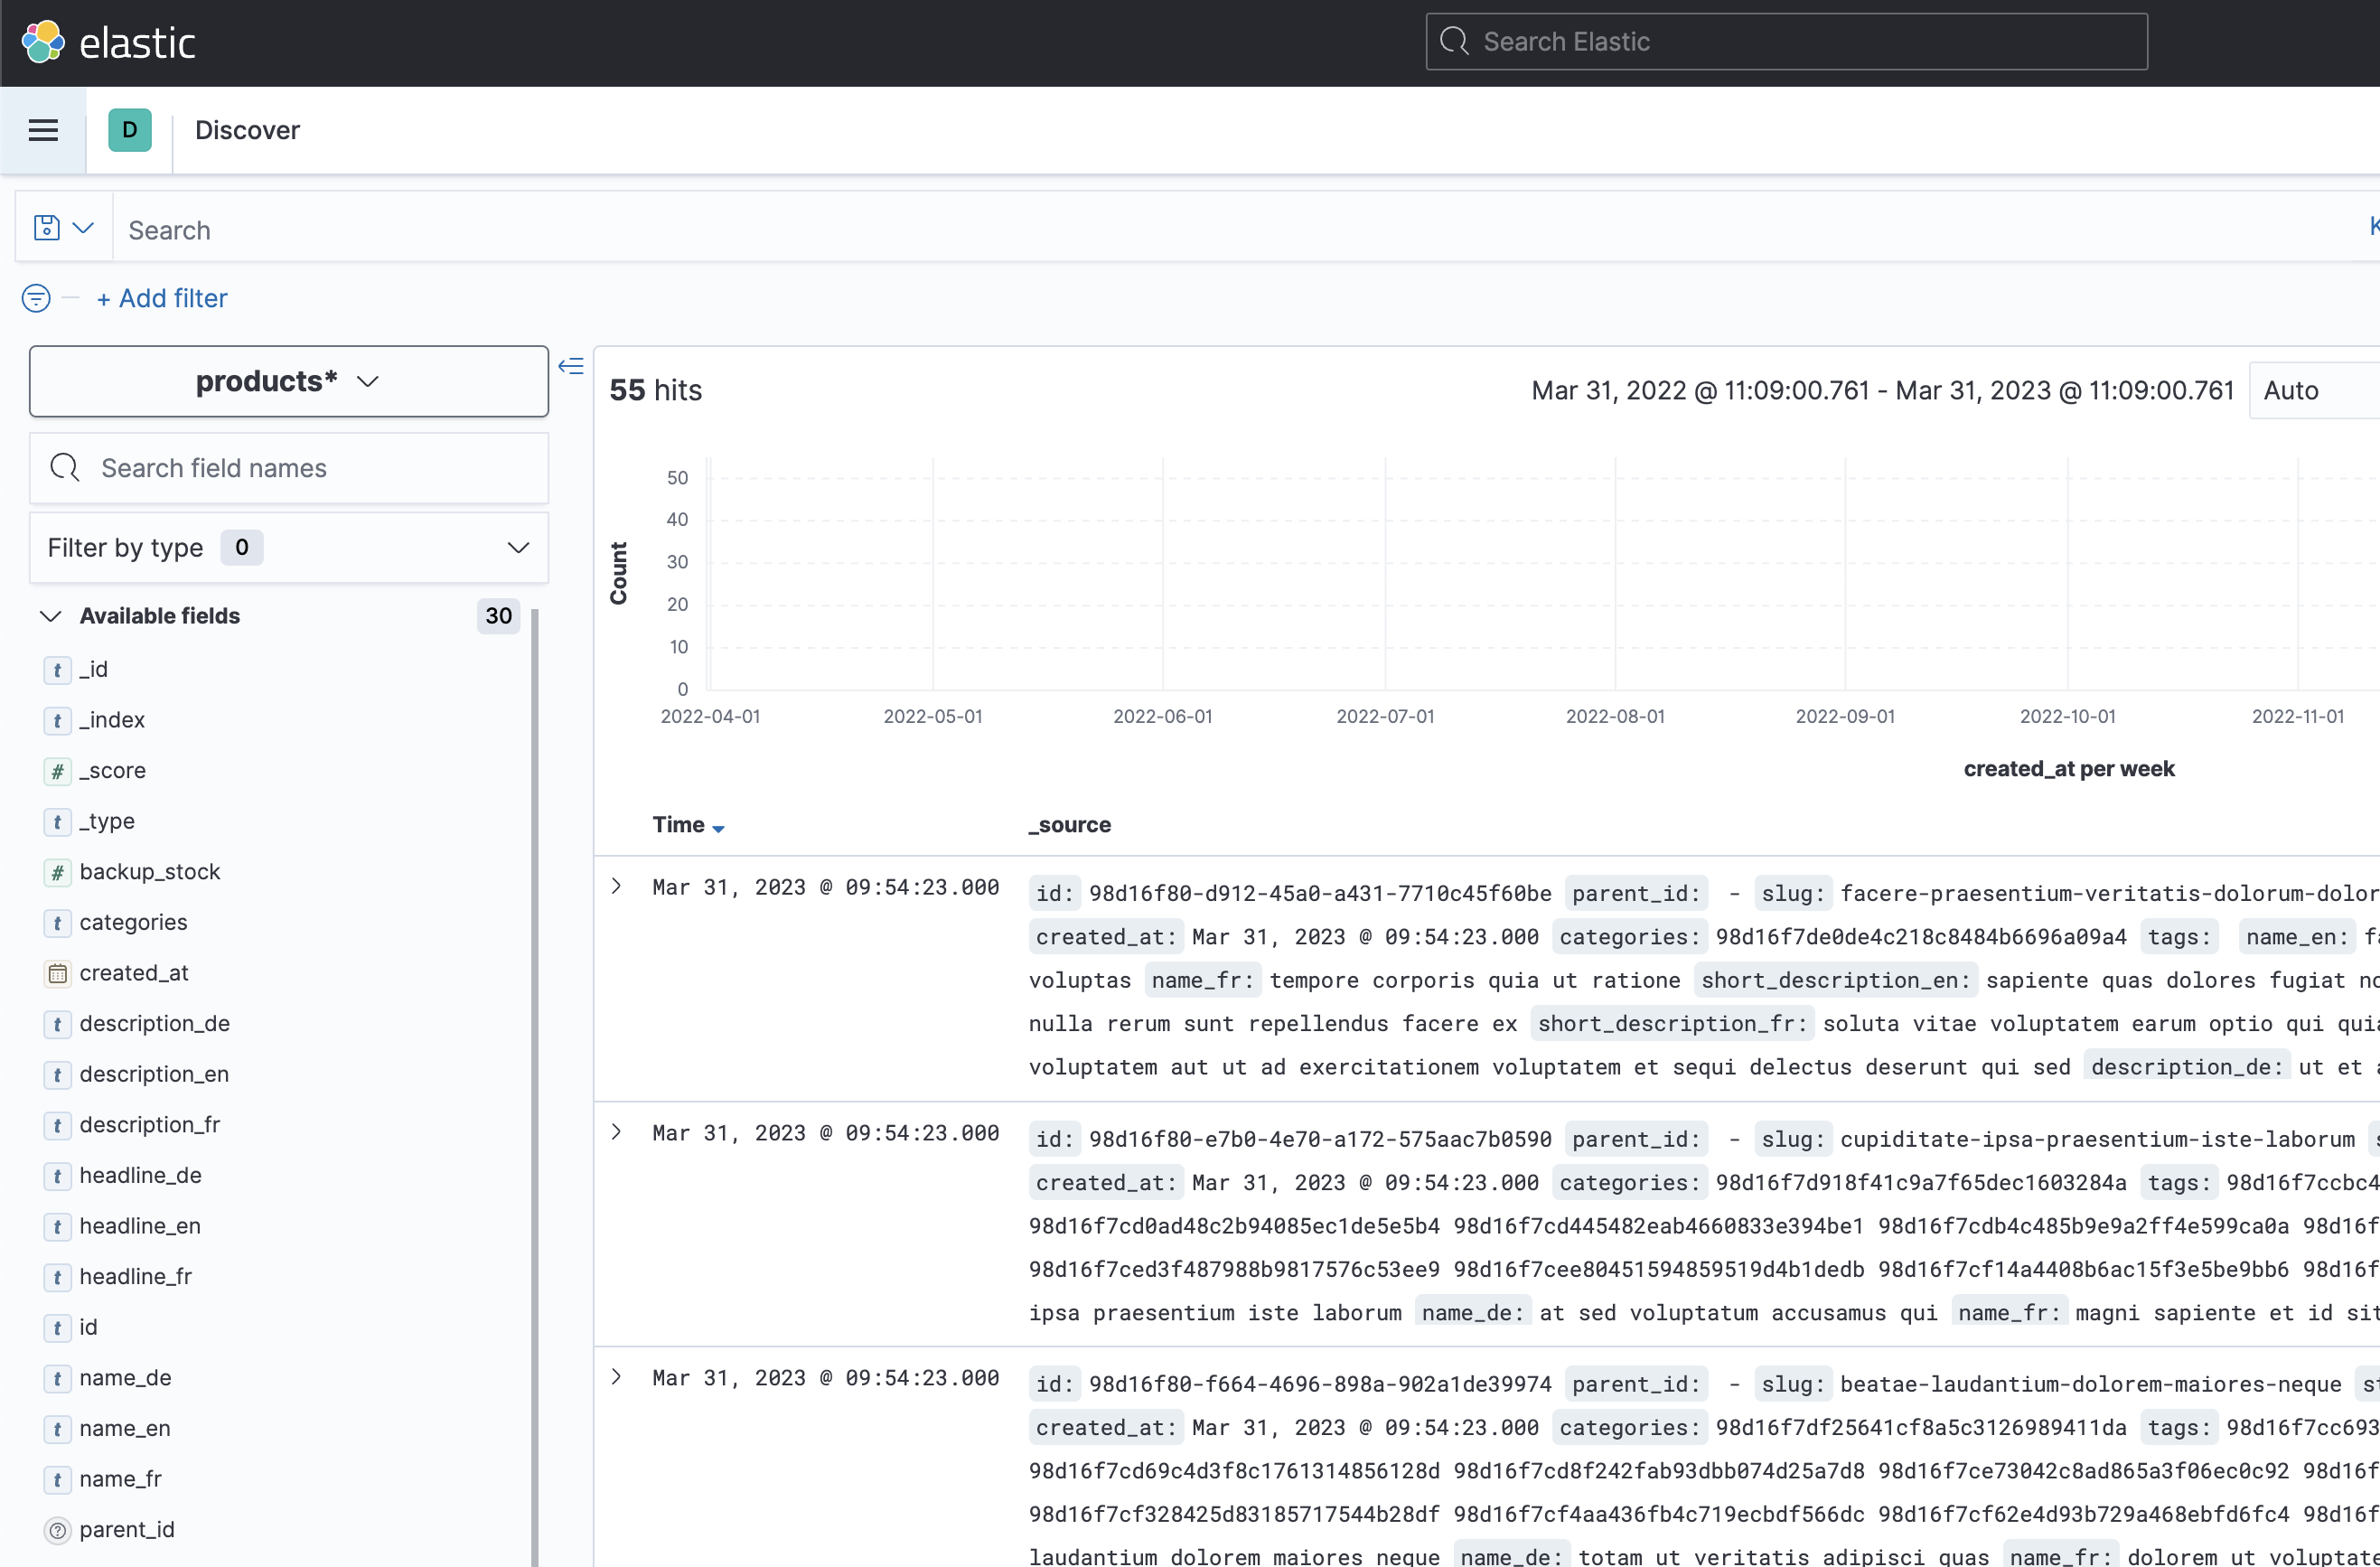 elastic
Search Elastic
D
Discover
Search
+ Add filter
products*
Search field names
Filter by type 0
Available fields 30
t _id
t _index
# _score
t _type
# backup_stock
t categories
created_at
t description_de
t description_en
t description_fr
t headline_de
t headline_en
t headline_fr
t id
t name_de
t name_en
t name_fr
? parent_id
55 hits
Mar 31, 2022 @ 11:09:00.761 - Mar 31, 2023 @ 11:09:00.761 Auto
Count
50
40
30
20
10
0
2022-04-01 2022-05-01 2022-06-01 2022-07-01 2022-08-01 2022-09-01 2022-10-01 2022-11-01
created_at per week
Time _source
Mar 31, 2023 @ 09:54:23.000
id: 98d16f80-d912-45a0-a431-7710c45f60be parent_id: - slug: facere-praesentium-veritatis-dolorum-dolor
created_at: Mar 31, 2023 @ 09:54:23.000 categories: 98d16f7de0de4c218c8484b6696a09a4 tags: name_en:
voluptas name_fr: tempore corporis quia ut ratione short_description_en: sapiente quas dolores fugiat
nulla rerum sunt repellendus facere ex short_description_fr: soluta vitae voluptatem earum optio qui
voluptatem aut ut ad exercitationem voluptatem et sequi delectus deserunt qui sed description_de: ut et
Mar 31, 2023 @ 09:54:23.000
id: 98d16f80-e7b0-4e70-a172-575aac7b0590 parent_id: - slug: cupiditate-ipsa-praesentium-iste-laborum
created_at: Mar 31, 2023 @ 09:54:23.000 categories: 98d16f7d918f41c9a7f65dec1603284a tags: 98d16f7ccbc4
98d16f7cd0ad48c2b94085ec1de5e5b4 98d16f7cd445482eab4660833e394be1 98d16f7cdb4c485b9e9a2ff4e599ca0a 98d16f
98d16f7ced3f487988b9817576c53ee9 98d16f7cee80451594859519d4b1dedb 98d16f7cf14a4408b6ac15f3e5be9bb6 98d16f
ipsa praesentium iste laborum name_de: at sed voluptatum accusamus qui name_fr: magni sapiente et id sit
Mar 31, 2023 @ 09:54:23.000
id: 98d16f80-f664-4696-898a-902a1de39974 parent_id: - slug: beatae-laudantium-dolorem-maiores-neque
created_at: Mar 31, 2023 @ 09:54:23.000 categories: 98d16f7df25641cf8a5c3126989411da tags: 98d16f7cc693
98d16f7cd69c4d3f8c1761314856128d 98d16f7cd8f242fab93dbb074d25a7d8 98d16f7ce73042c8ad865a3f06ec0c92 98d16f
98d16f7cf328425d83185717544b28df 98d16f7cf4aa436fb4c719ecbdf566dc 98d16f7cf62e4d93b729a468ebfd6fc4 98d16f
laudantium dolorem maiores neque name_de: totam ut veritatis adipisci quas name_fr: dolorem ut